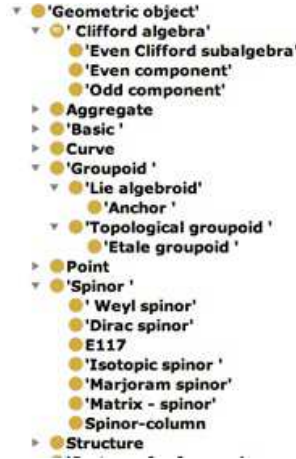 'Geometric object'
' Clifford algebra'
'Even Clifford subalgebra'
'Even component'
'Odd component'
Aggregate
'Basic '
Curve
'Groupoid '
'Lie algebroid'
'Anchor '
'Topological groupoid '
'Etale groupoid '
Point
'Spinor '
' Weyl spinor'
'Dirac spinor'
E117
'Isotopic spinor '
'Marjoram spinor'
'Matrix - spinor'
Spinor-column
Structure